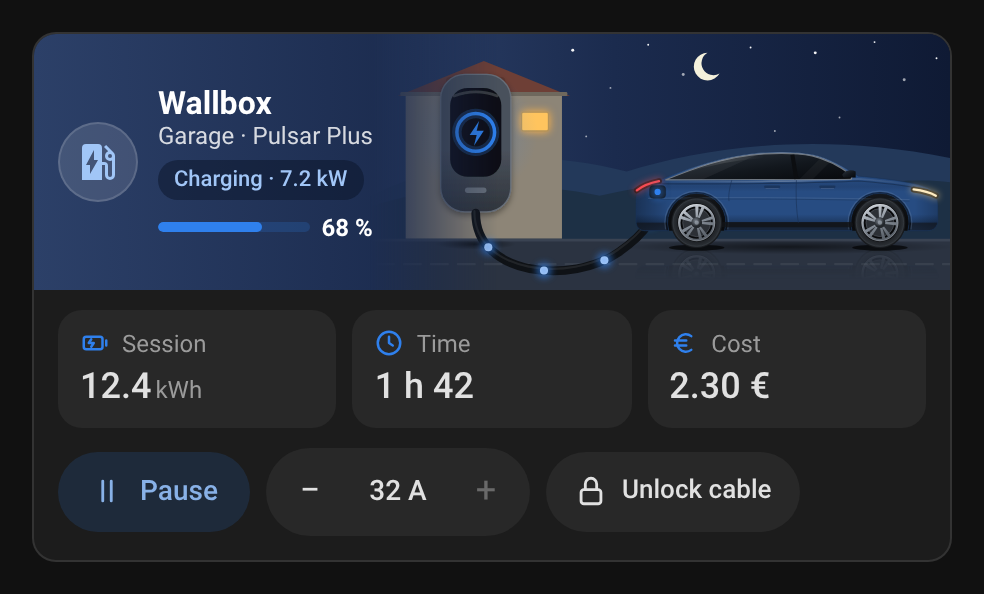 Wallbox
Garage · Pulsar Plus
Charging · 7.2 kW
68 %
Session
12.4 kWh
Time
1 h 42
Cost
2.30 €
Pause
− 32 A +
Unlock cable